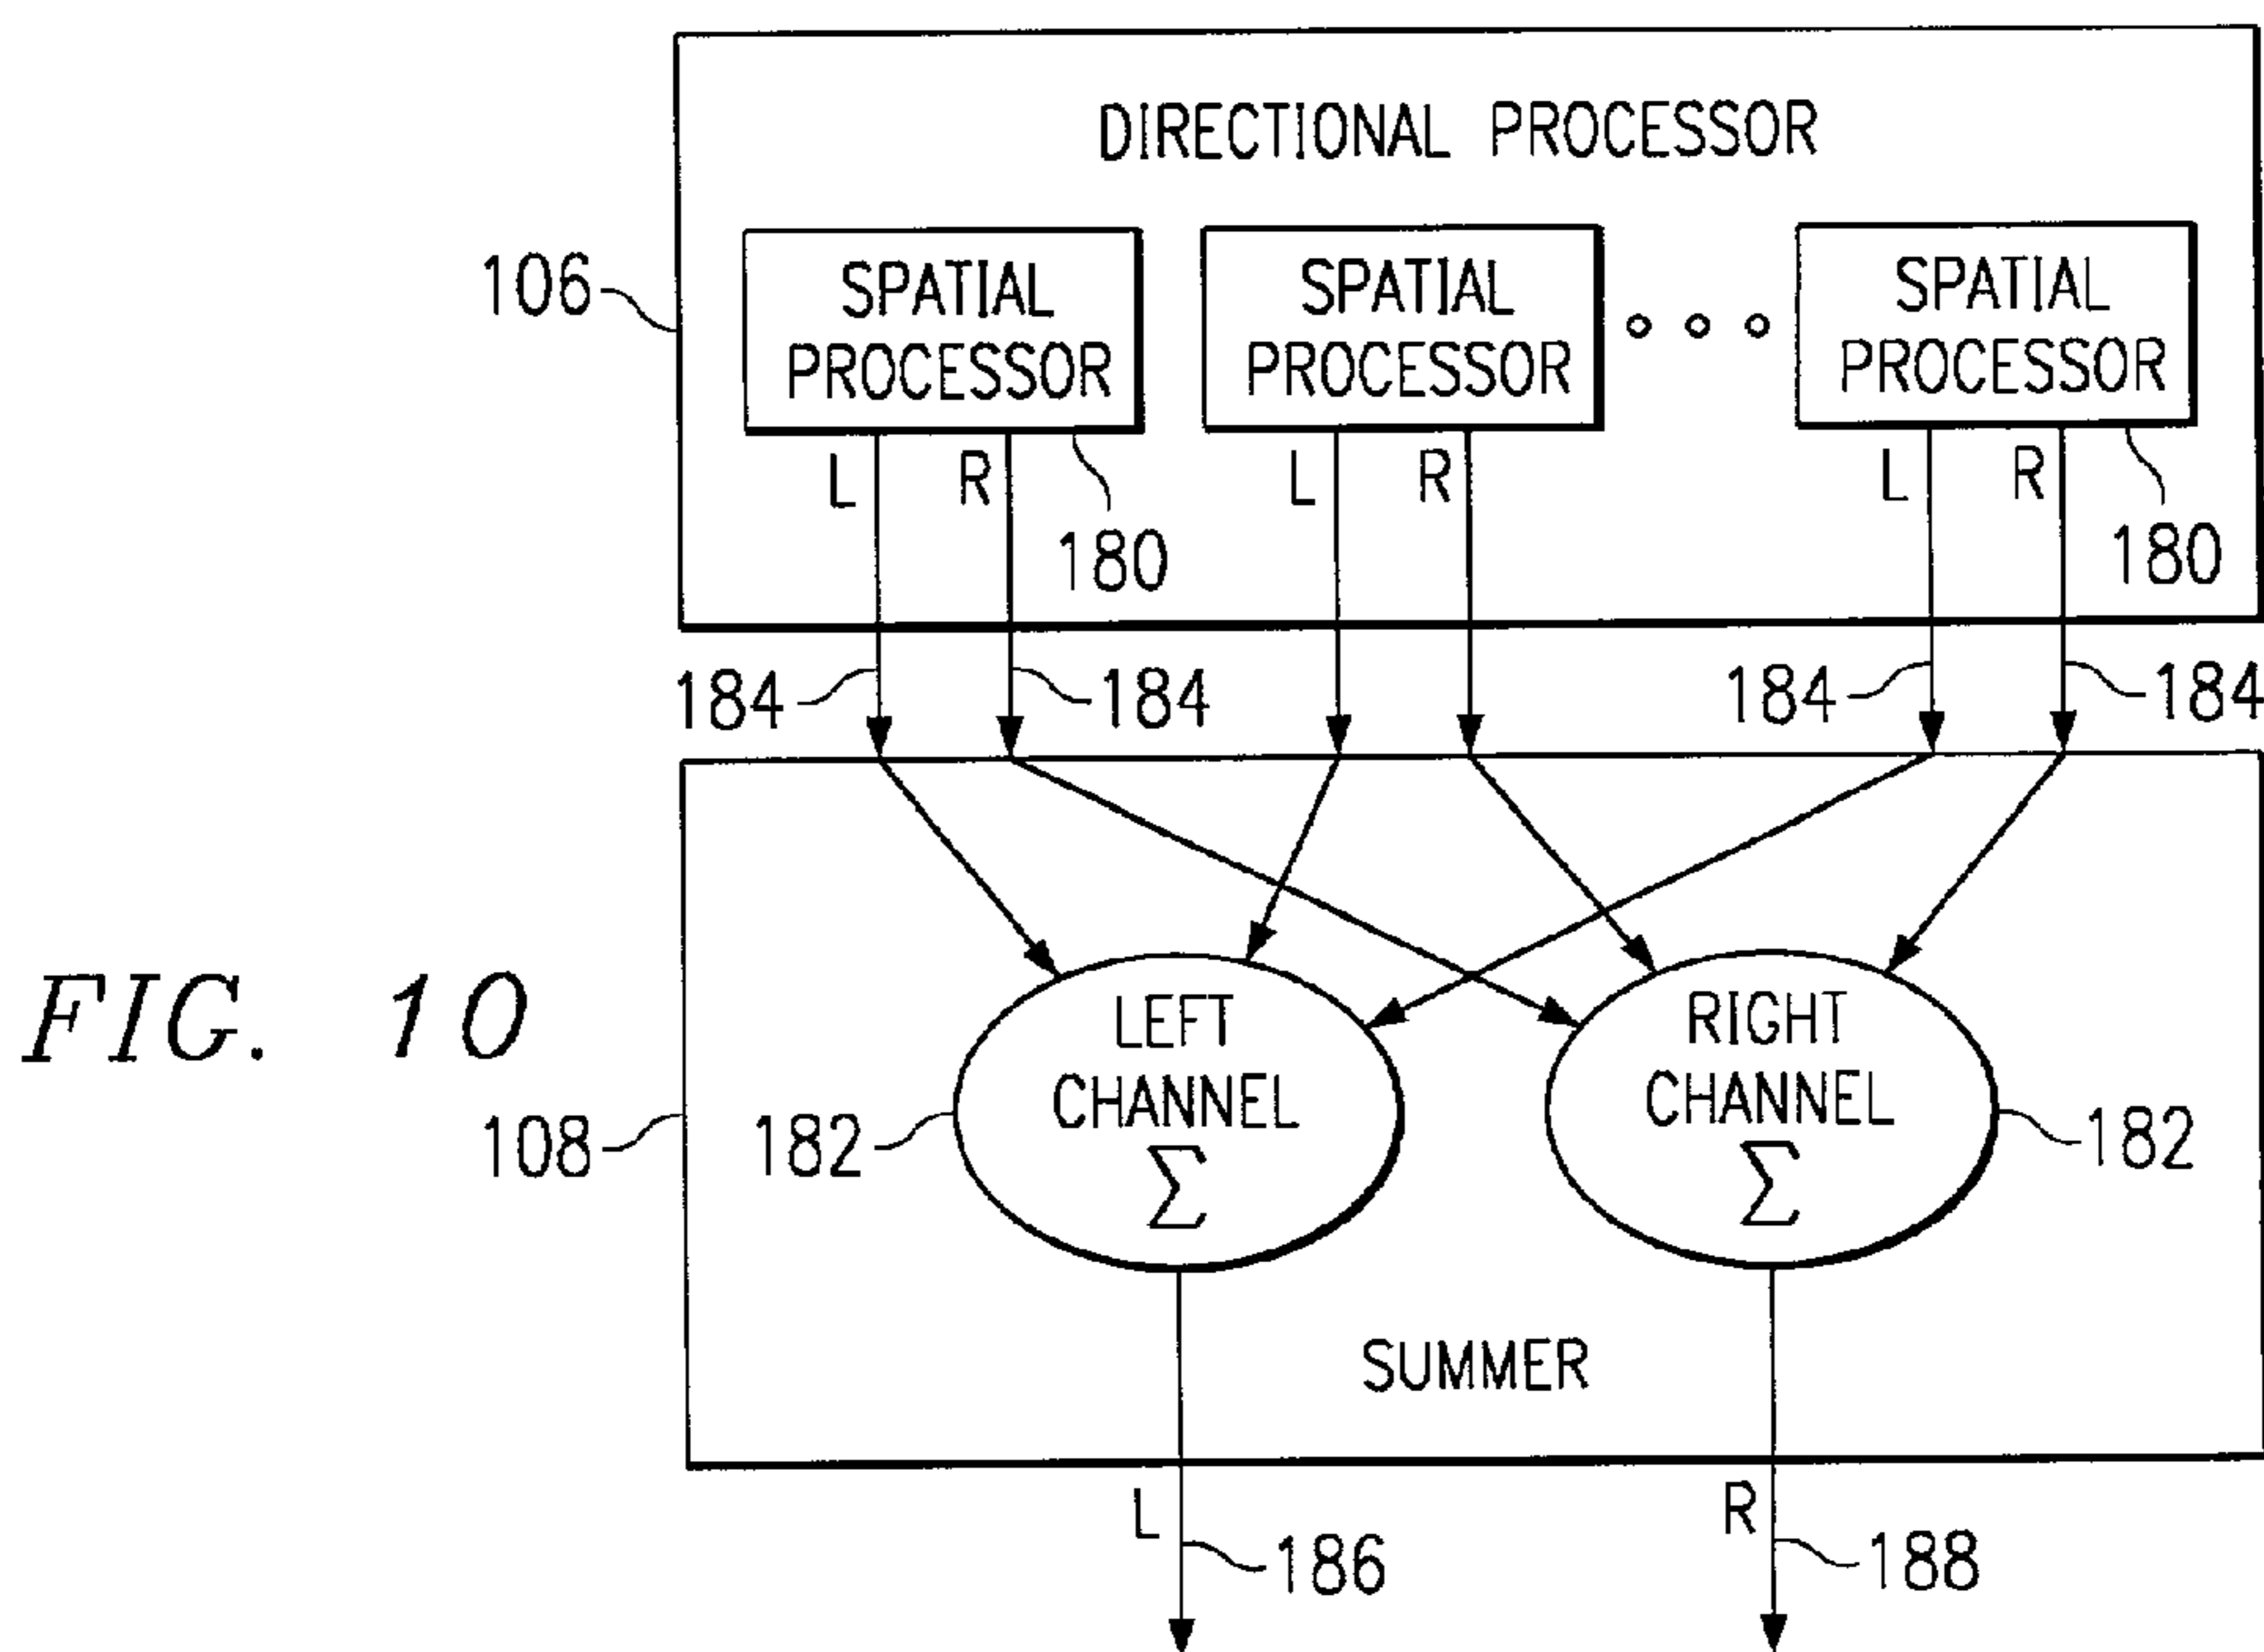 DIRECTIONAL PROCESSOR
106
SPATIAL
PROCESSOR
SPATIAL
PROCESSOR
SPATIAL
PROCESSOR
L
R
180
L
R
L
R
180
184
184
184
184
FIG. 10
108
182
LEFT
CHANNEL
Σ
RIGHT
CHANNEL
Σ
182
SUMMER
L
186
R
188